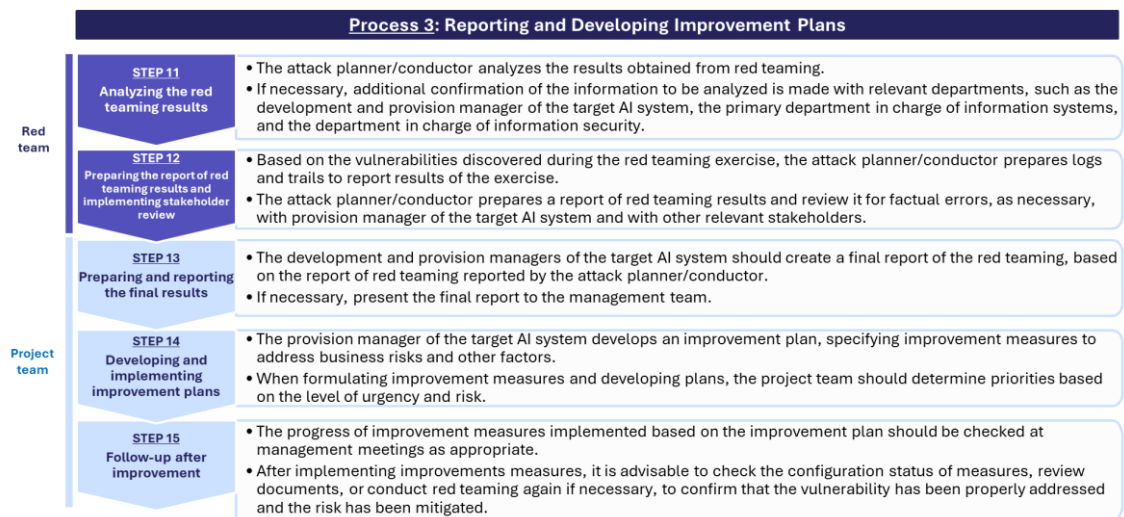 Process 3: Reporting and Developing Improvement Plans
Red
team
STEP 11
Analyzing the red
teaming results
• The attack planner/conductor analyzes the results obtained from red teaming.
• If necessary, additional confirmation of the information to be analyzed is made with relevant departments, such as the
development and provision manager of the target AI system, the primary department in charge of information systems,
and the department in charge of information security.
STEP 12
Preparing the report of red
teaming results and
implementing stakeholder
review
• Based on the vulnerabilities discovered during the red teaming exercise, the attack planner/conductor prepares logs
and trails to report results of the exercise.
• The attack planner/conductor prepares a report of red teaming results and review it for factual errors, as necessary,
with provision manager of the target AI system and with other relevant stakeholders.
Project
team
STEP 13
Preparing and reporting
the final results
• The development and provision managers of the target AI system should create a final report of the red teaming, based
on the report of red teaming reported by the attack planner/conductor.
• If necessary, present the final report to the management team.
STEP 14
Developing and
implementing
improvement plans
• The provision manager of the target AI system develops an improvement plan, specifying improvement measures to
address business risks and other factors.
• When formulating improvement measures and developing plans, the project team should determine priorities based
on the level of urgency and risk.
STEP 15
Follow-up after
improvement
• The progress of improvement measures implemented based on the improvement plan should be checked at
management meetings as appropriate.
• After implementing improvements measures, it is advisable to check the configuration status of measures, review
documents, or conduct red teaming again if necessary, to confirm that the vulnerability has been properly addressed
and the risk has been mitigated.